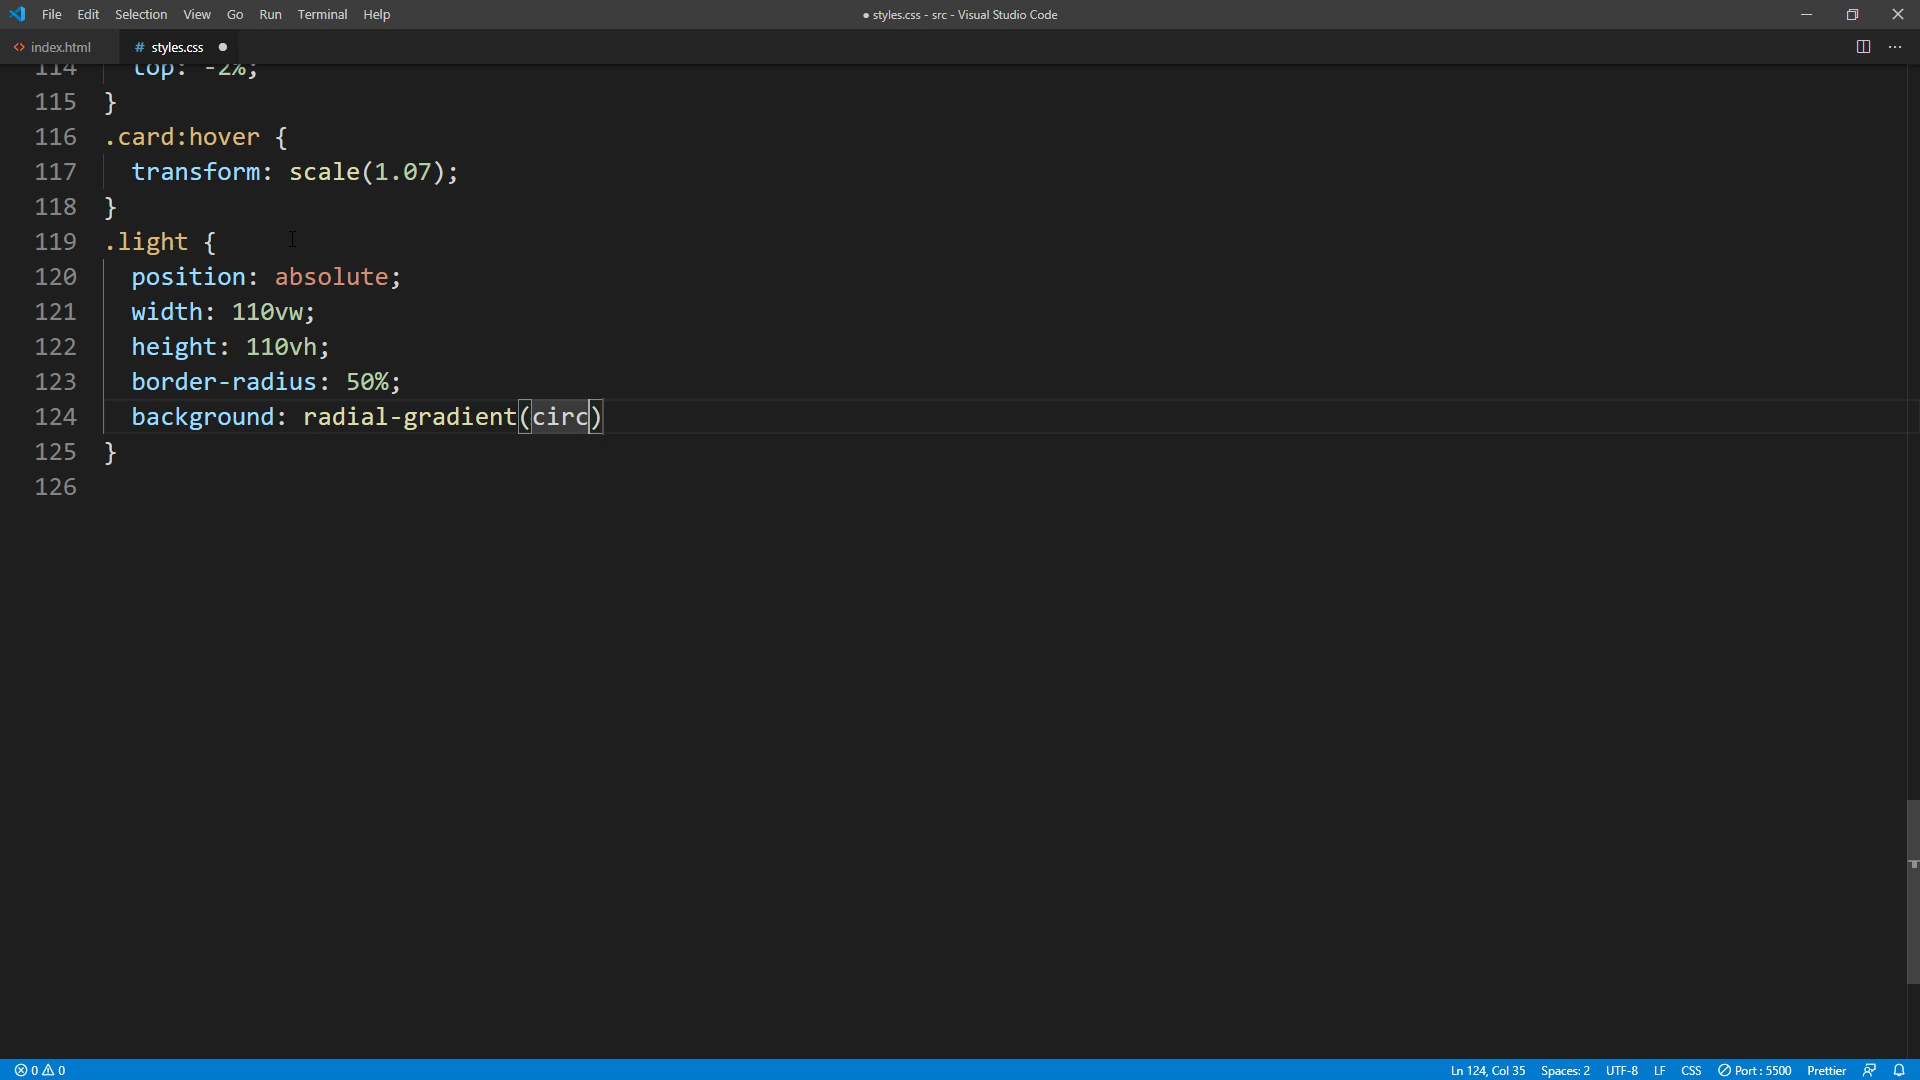 File Edit Selection View Go Run Terminal Help ● styles.css - src - Visual Studio Code
<> index.html # styles.css ●
114 top: -2%;
115 }
116 .card:hover {
117 transform: scale(1.07);
118 }
119 .light {
120 position: absolute;
121 width: 110vw;
122 height: 110vh;
123 border-radius: 50%;
124 background: radial-gradient(circ)
125 }
126
0 0 Ln 124, Col 35 Spaces: 2 UTF-8 LF CSS Port : 5500 Prettier